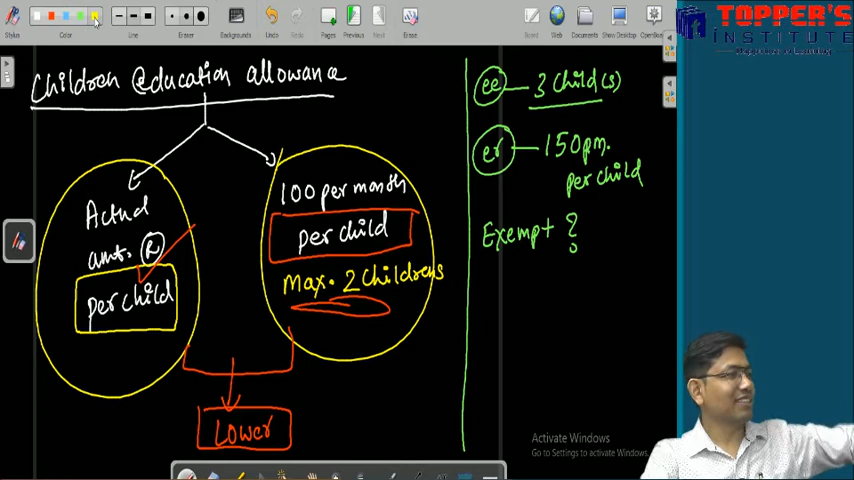 Stylus
Color
Line
Eraser
Backgrounds
Undo
Redo
Pages
Previous
Next
Erase
Board
Web
Documents
Show Desktop
OpenBoard
TOPPER'S
INSTITUTE
Children Education allowance
Actual
amt. R
per child
100 per month
per child
Max. 2 Childrens
Lower
ee — 3 Child(s)
er — 150 p.m.
per child
Exempt ?
Activate Windows
Go to Settings to activate Windows.